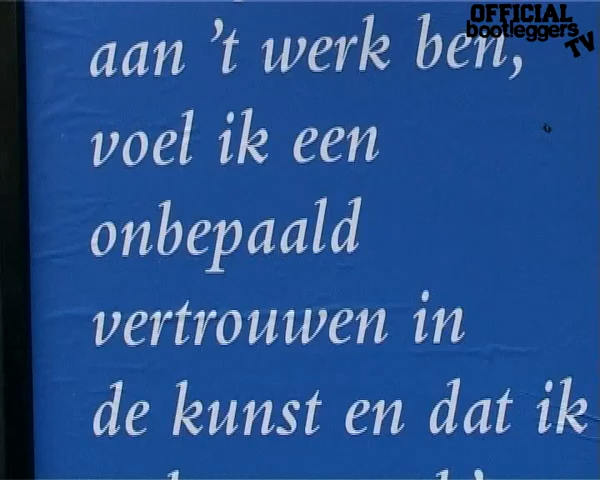 OFFICIAL
bootleggers
TV
aan 't werk ben,
voel ik een
onbepaald
vertrouwen in
de kunst en dat ik